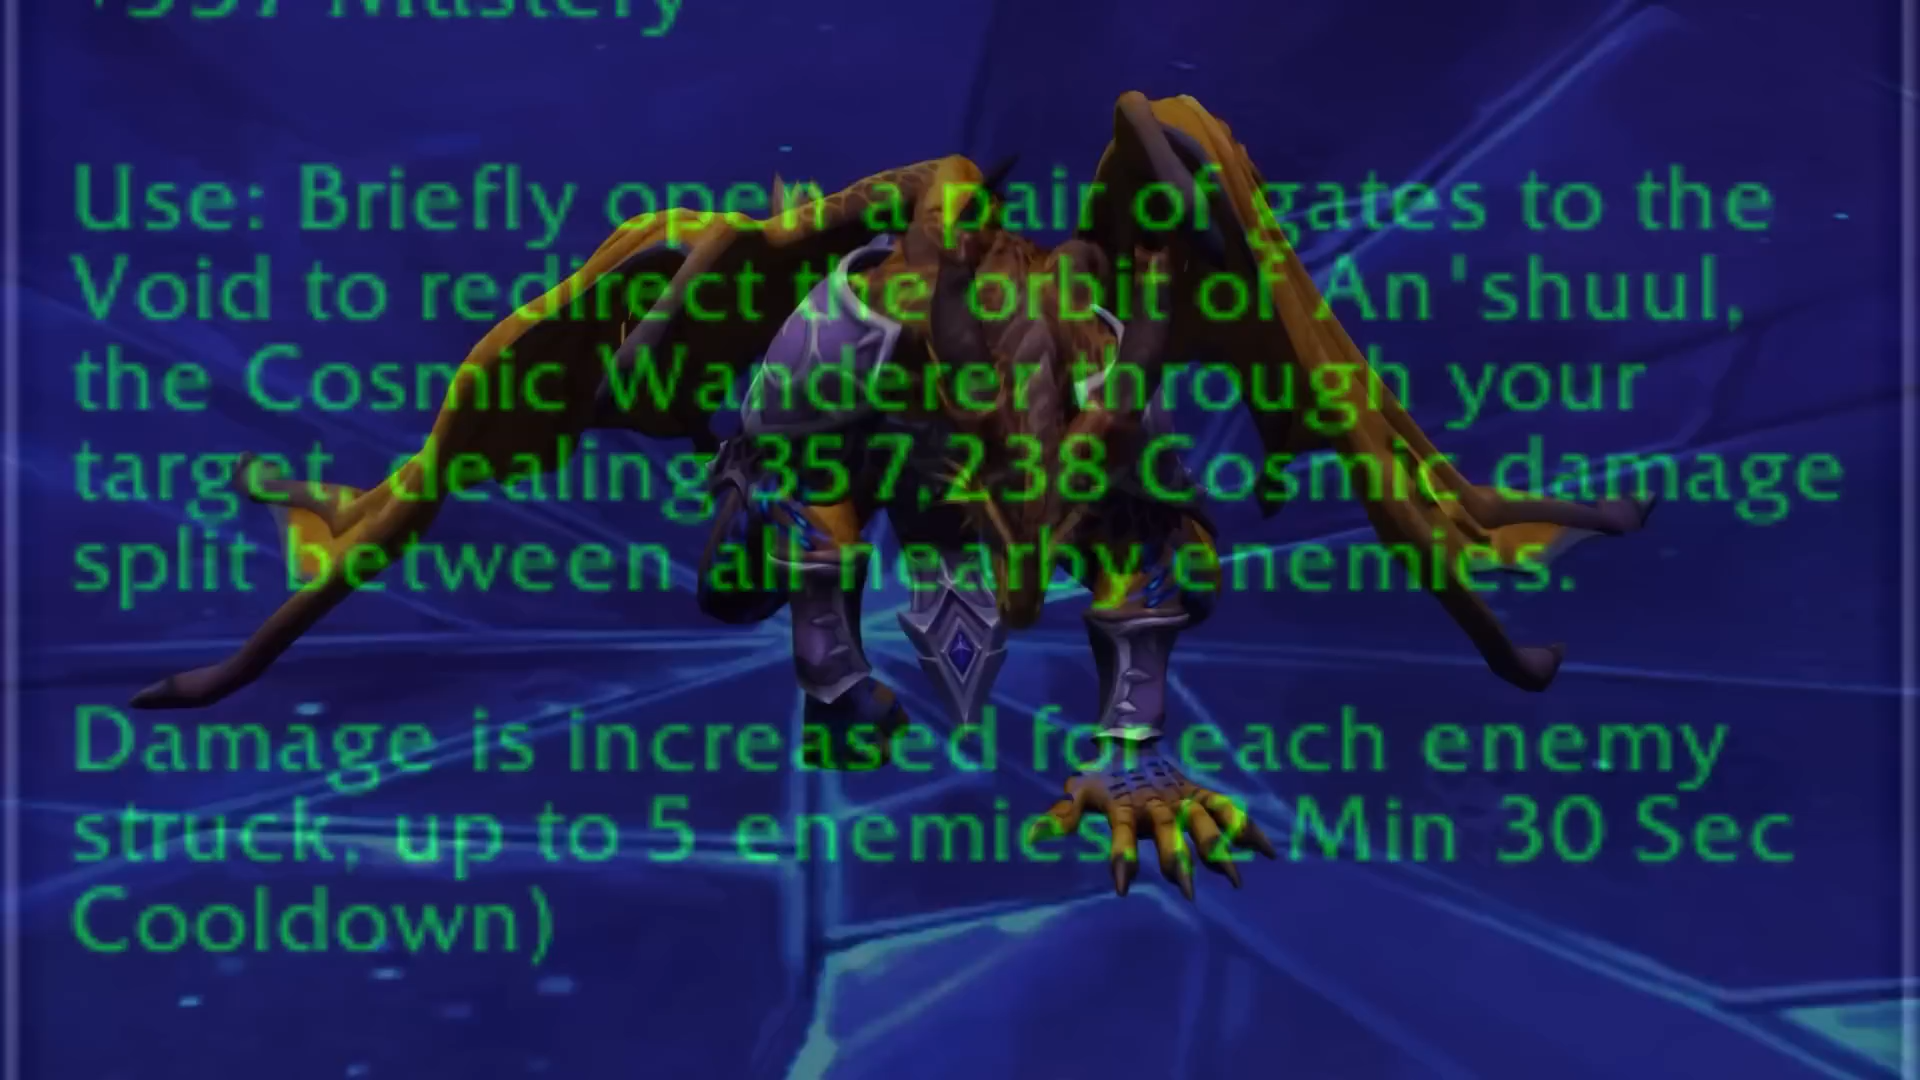 +557 Mastery
Use: Briefly open a pair of gates to the
Void to redirect the orbit of An'shuul,
the Cosmic Wanderer through your
target, dealing 357,238 Cosmic damage
split between all nearby enemies.
Damage is increased for each enemy
struck, up to 5 enemies. (2 Min 30 Sec
Cooldown)